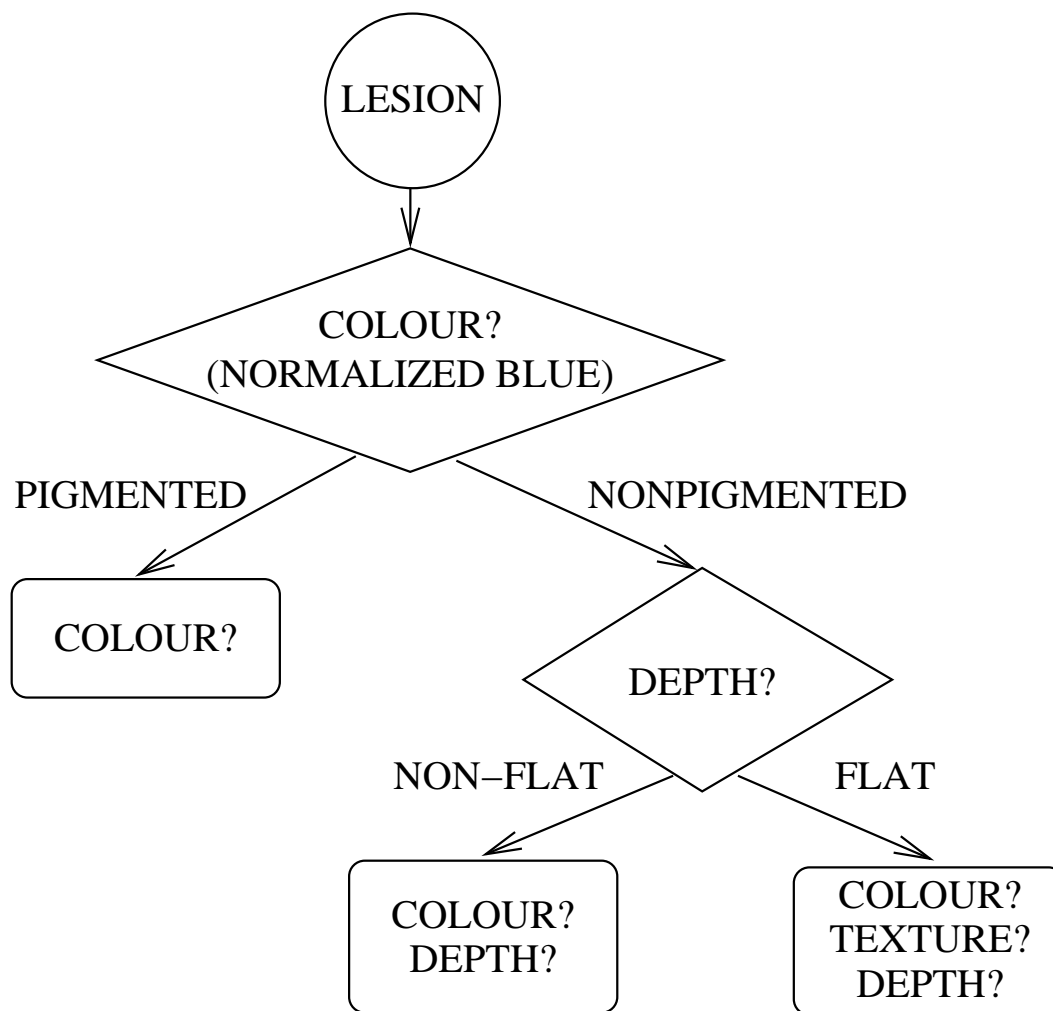 LESION
COLOUR?
(NORMALIZED BLUE)
PIGMENTED
NONPIGMENTED
COLOUR?
DEPTH?
NON−FLAT
FLAT
COLOUR?
DEPTH?
COLOUR?
TEXTURE?
DEPTH?